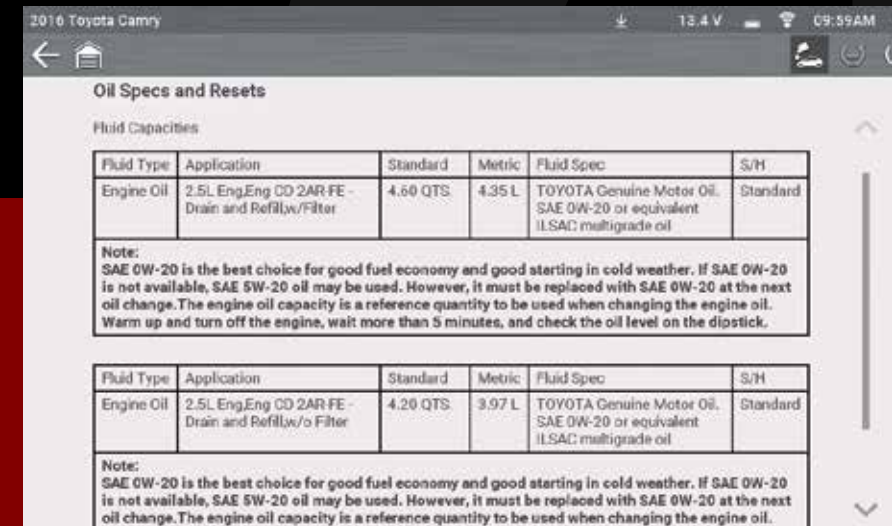 2016 Toyota Camry 13.4 V 09:59AM
Oil Specs and Resets
Fluid Capacities
Fluid Type Application Standard Metric Fluid Spec S/H
Engine Oil 2.5L Eng,Eng CD 2AR-FE - 4.60 QTS. 4.35 L TOYOTA Genuine Motor Oil. Standard
Drain and Refill,w/Filter SAE 0W-20 or equivalent
ILSAC multigrade oil
Note:
SAE 0W-20 is the best choice for good fuel economy and good starting in cold weather. If SAE 0W-20
is not available, SAE 5W-20 oil may be used. However, it must be replaced with SAE 0W-20 at the next
oil change.The engine oil capacity is a reference quantity to be used when changing the engine oil.
Warm up and turn off the engine, wait more than 5 minutes, and check the oil level on the dipstick.
Fluid Type Application Standard Metric Fluid Spec S/H
Engine Oil 2.5L Eng,Eng CD 2AR-FE - 4.20 QTS. 3.97 L TOYOTA Genuine Motor Oil. Standard
Drain and Refill,w/o Filter SAE 0W-20 or equivalent
ILSAC multigrade oil
Note:
SAE 0W-20 is the best choice for good fuel economy and good starting in cold weather. If SAE 0W-20
is not available, SAE 5W-20 oil may be used. However, it must be replaced with SAE 0W-20 at the next
oil change.The engine oil capacity is a reference quantity to be used when changing the engine oil.